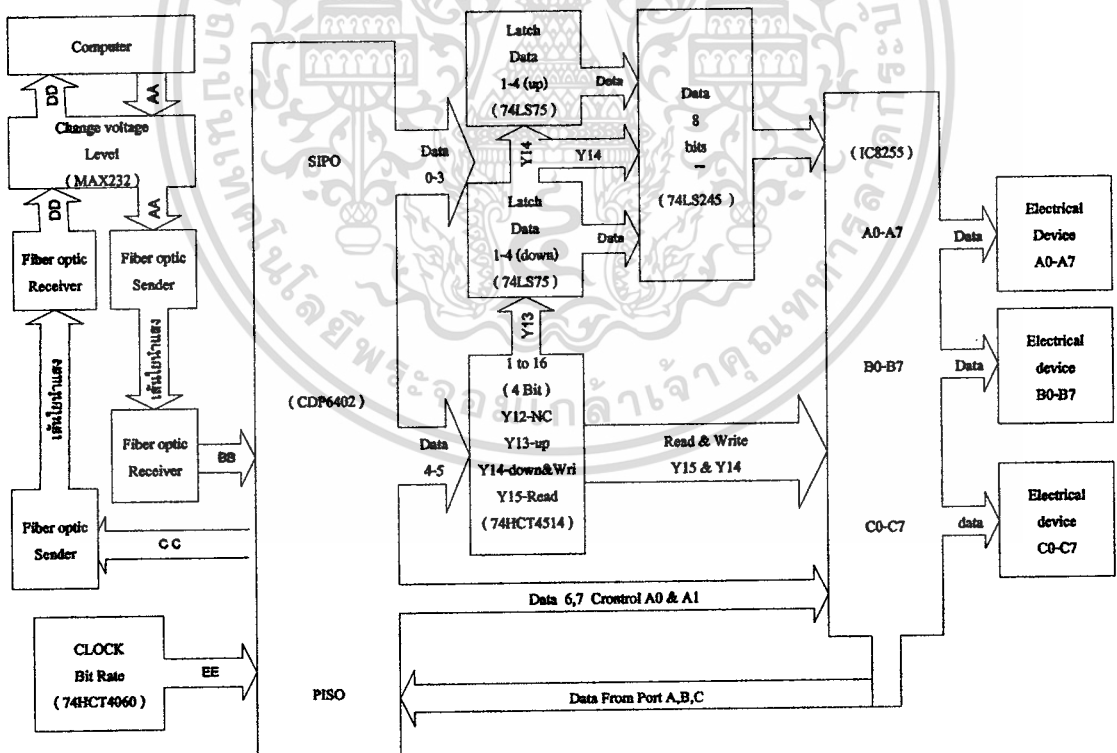 Computer
DD
AA
Change voltage
Level
(MAX232)
DD
AA
Fiber optic
Receiver
Fiber optic
Sender
เส้นใยนำแสง
เส้นใยนำแสง
Fiber optic
Receiver
BB
Fiber optic
Sender
CC
CLOCK
Bit Rate
(74HCT4060)
EE
SIPO
(CDP6402)
PISO
Data
0-3
Data
4-5
Latch
Data
1-4 (up)
(74LS75)
Data
Y14
Y14
Latch
Data
1-4 (down)
(74LS75)
Data
Y13
1 to 16
(4 Bit)
Y12-NC
Y13-up
Y14-down&Wri
Y15-Read
(74HCT4514)
Data
8
bits
(74LS245)
Read & Write
Y15 & Y14
Data 6,7 Crostrol A0 & A1
Data From Port A,B,C
(IC8255)
A0-A7
B0-B7
C0-C7
Data
Data
data
Electrical
Device
A0-A7
Electrical
device
B0-B7
Electrical
device
C0-C7